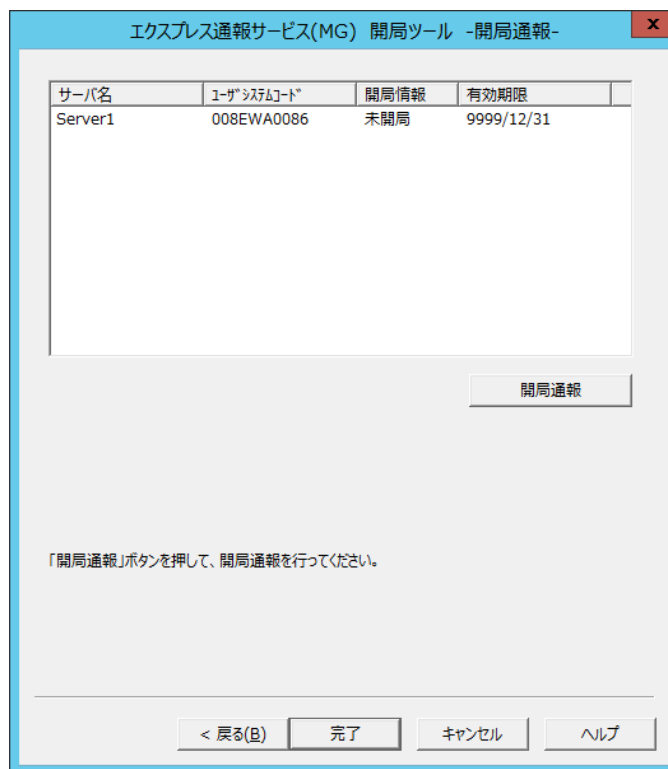 エクスプレス通報サービス(MG) 開局ツール -開局通報-
x
サーバ名 ﾕｰｻﾞｼｽﾃﾑｺｰﾄﾞ 開局情報 有効期限
Server1 008EWA0086 未開局 9999/12/31
開局通報
「開局通報」ボタンを押して、開局通報を行ってください。
< 戻る(B) 完了 キャンセル ヘルプ